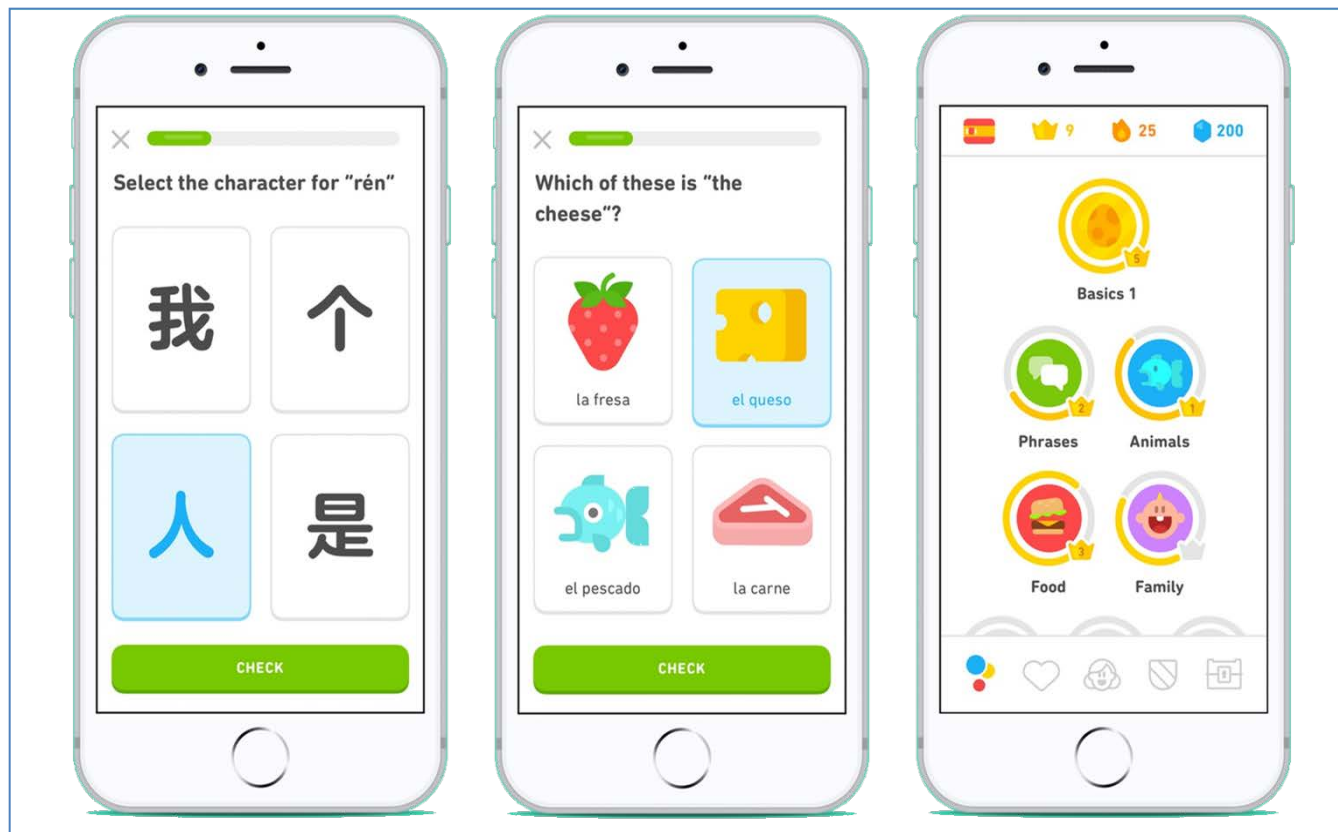 Select the character for "rén"
我
个
人
是
CHECK
Which of these is "the
cheese"?
la fresa
el queso
el pescado
la carne
CHECK
9
25
200
5
Basics 1
2
1
Phrases
Animals
3
Food
Family